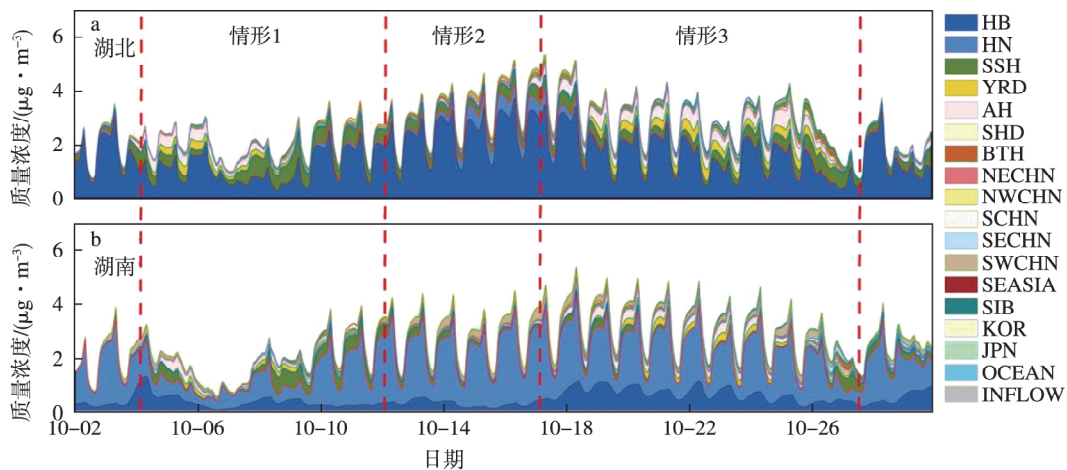 a
湖北
情形1
情形2
情形3
6
4
2
0
质量浓度/(μg·m⁻³)
b
湖南
6
4
2
0
质量浓度/(μg·m⁻³)
10–02
10–06
10–10
10–14
10–18
10–22
10–26
日期
HB
HN
SSH
YRD
AH
SHD
BTH
NECHN
NWCHN
SCHN
SECHN
SWCHN
SEASIA
SIB
KOR
JPN
OCEAN
INFLOW